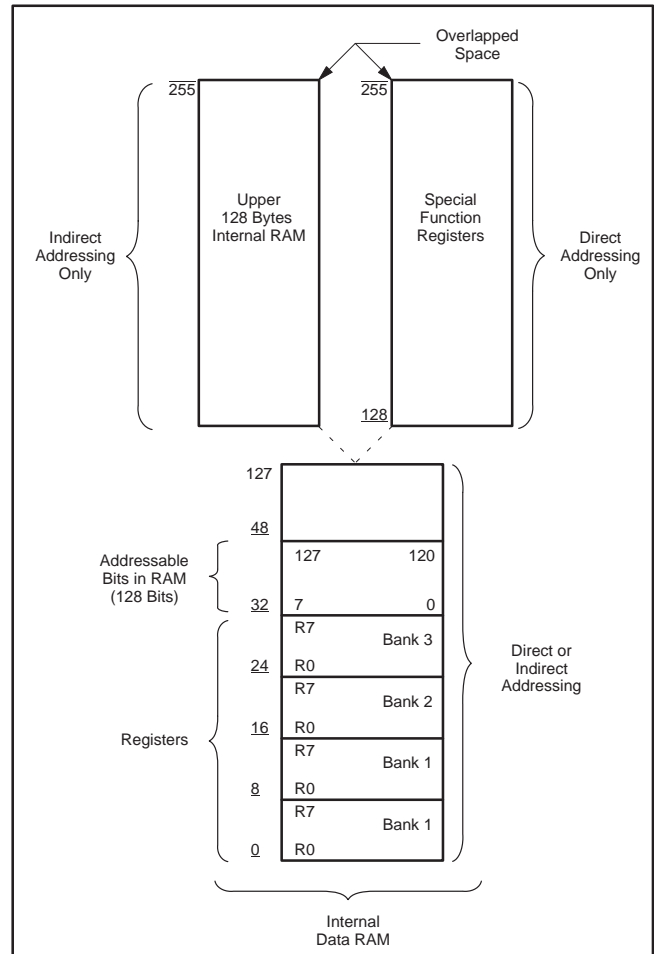 Overlapped
Space
255
255
Upper
128 Bytes
Internal RAM
Special
Function
Registers
Indirect
Addressing
Only
Direct
Addressing
Only
128
127
48
Addressable
Bits in RAM
(128 Bits)
127 120
32 7 0
R7
Bank 3
24 R0
R7
Bank 2
16 R0
Registers
R7
Bank 1
8 R0
R7
Bank 1
0 R0
Direct or
Indirect
Addressing
Internal
Data RAM